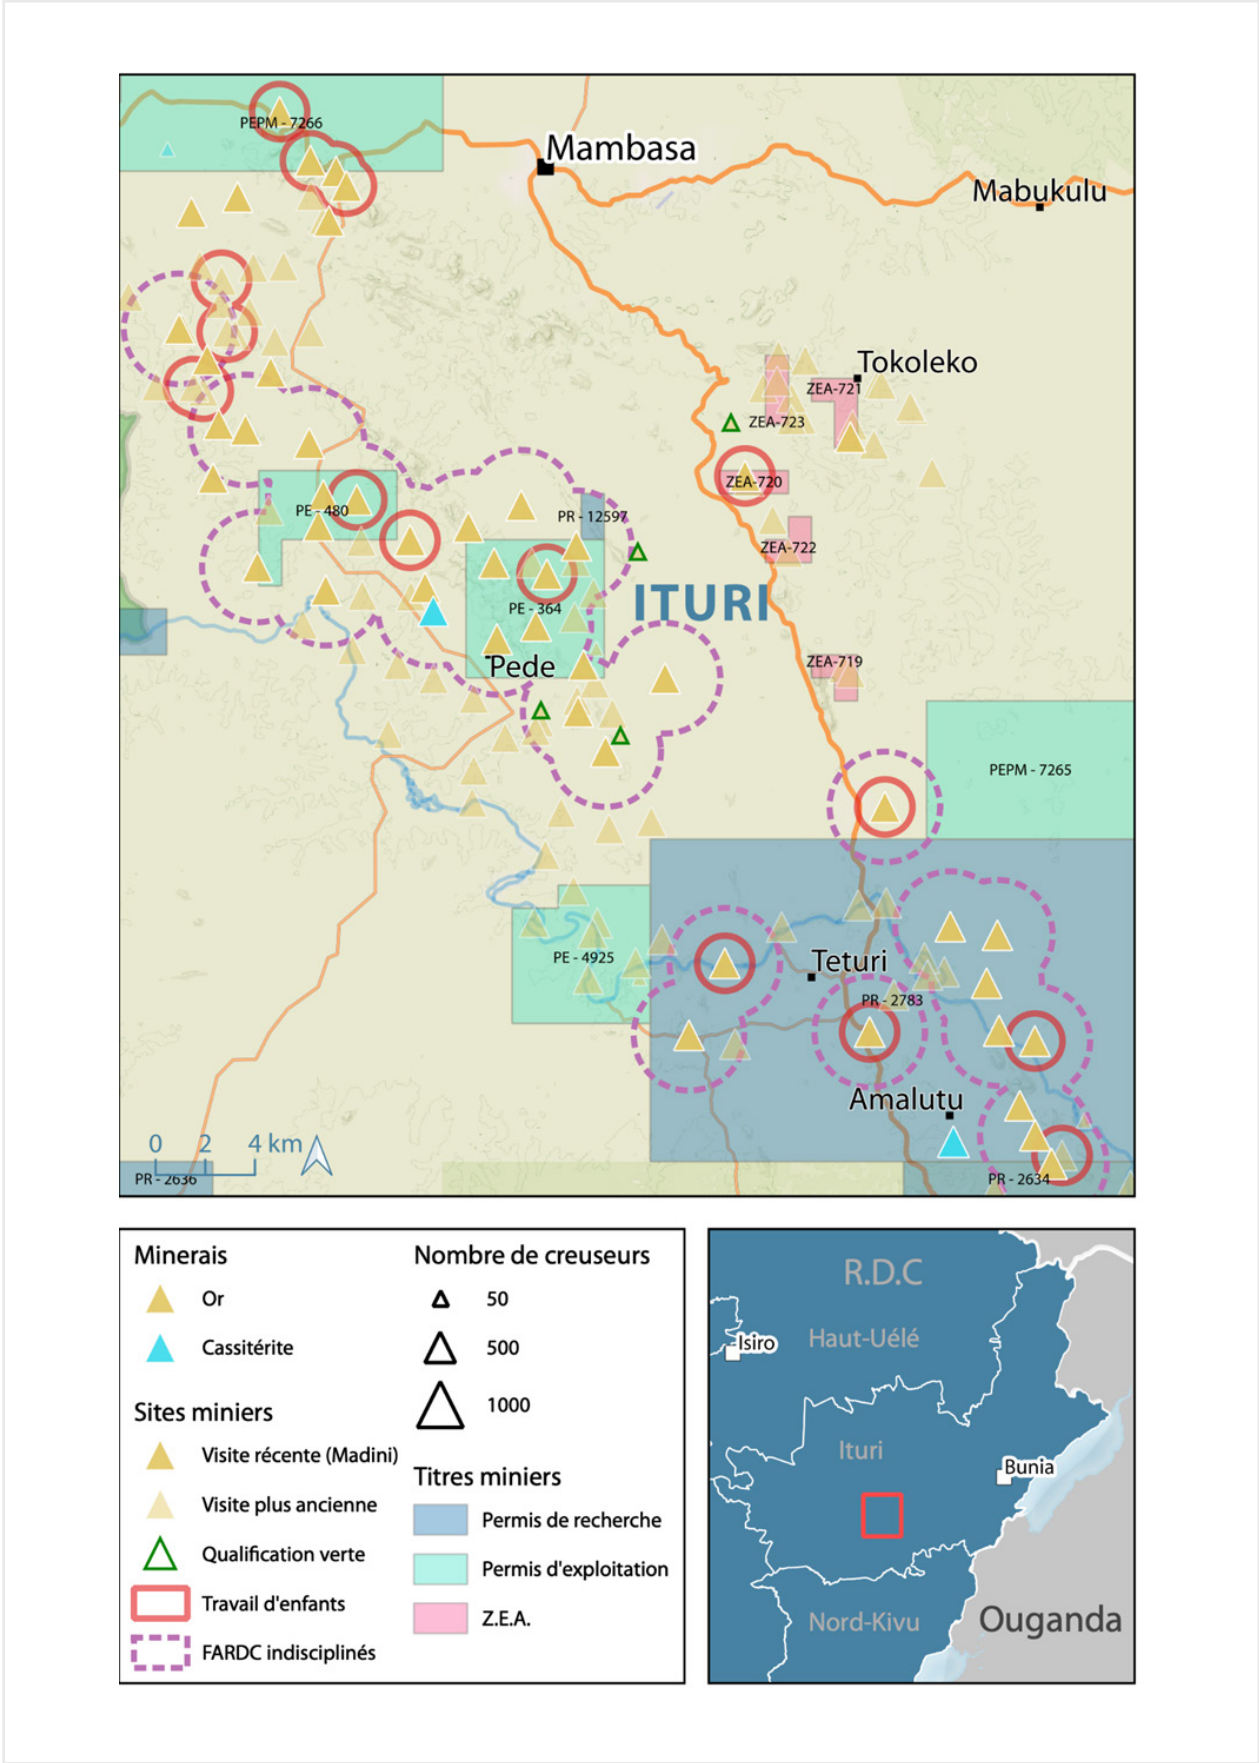 PEPM - 7266
Mambasa
Mabukulu
Tokoleko
ZEA-721
ZEA-723
ZEA-720
PE - 480
PR - 12597
ZEA-722
ITURI
PE - 364
Pede
ZEA-719
PEPM - 7265
PE - 4925
Teturi
PR - 2783
Amalutu
0 2 4 km
PR - 2636
PR - 2634
Minerais
Or
Cassitérite
Sites miniers
Visite récente (Madini)
Visite plus ancienne
Qualification verte
Travail d'enfants
FARDC indisciplinés
Nombre de creuseurs
50
500
1000
Titres miniers
Permis de recherche
Permis d'exploitation
Z.E.A.
R.D.C
Isiro
Haut-Uélé
Ituri
Bunia
Nord-Kivu
Ouganda